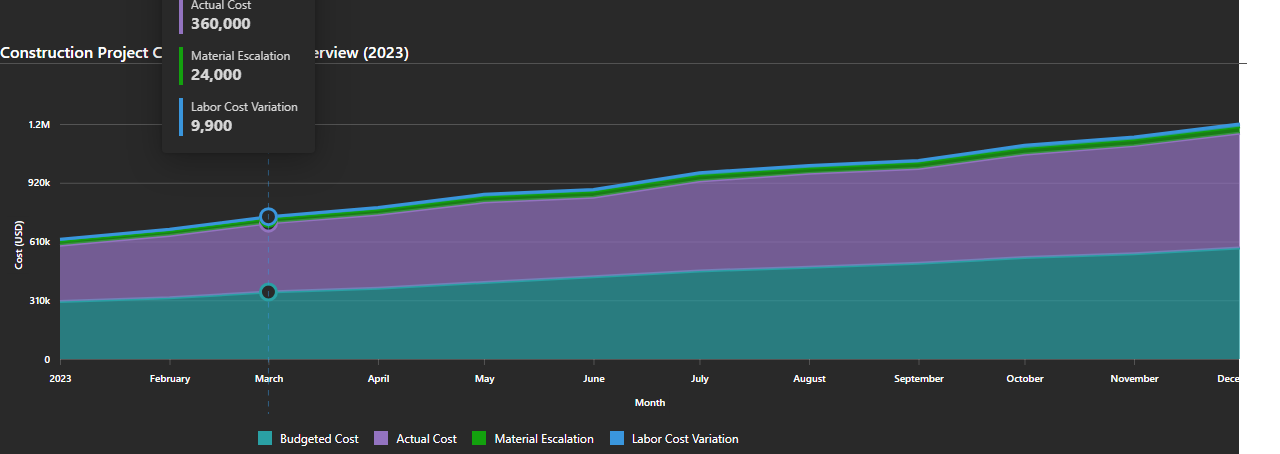 Actual Cost
360,000
Construction Project C
erview (2023)
Material Escalation
24,000
Labor Cost Variation
9,900
1.2M
920k
610k
310k
0
Cost (USD)
2023 February March April May June July August September October November Dece
Month
Budgeted Cost Actual Cost Material Escalation Labor Cost Variation